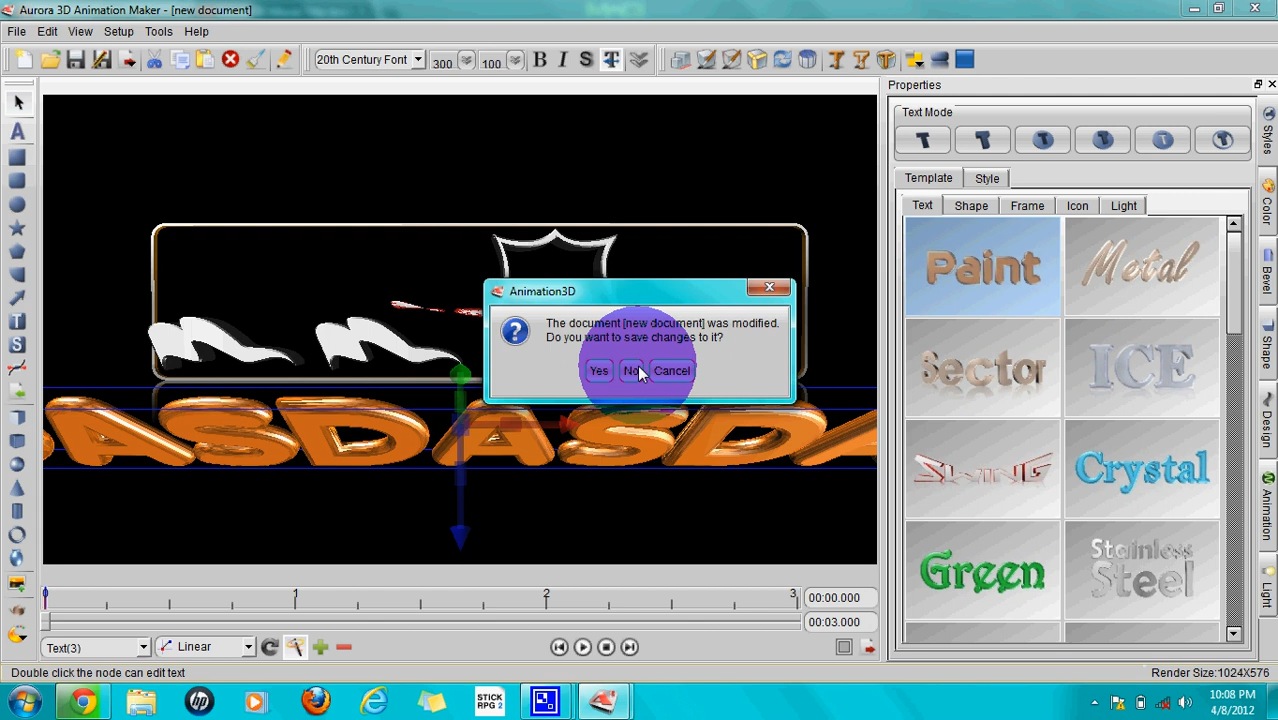 Aurora 3D Animation Maker - [new document]
File Edit View Setup Tools Help
20th Century Font 300 100 B I S T
Properties
Text Mode
Template Style
Text Shape Frame Icon Light
Paint Metal
Sector ICE
SWING Crystal
Green Stainless Steel
Styles
Color
Bevel
Shape
Design
Animation
Light
Animation3D
The document [new document] was modified.
Do you want to save changes to it?
Yes No Cancel
ASDASDA
1 2 3 00:00.000
00:03.000
Text(3) Linear
Double click the node can edit text
Render Size:1024X576
hp
STICK
RPG 2
10:08 PM
4/8/2012